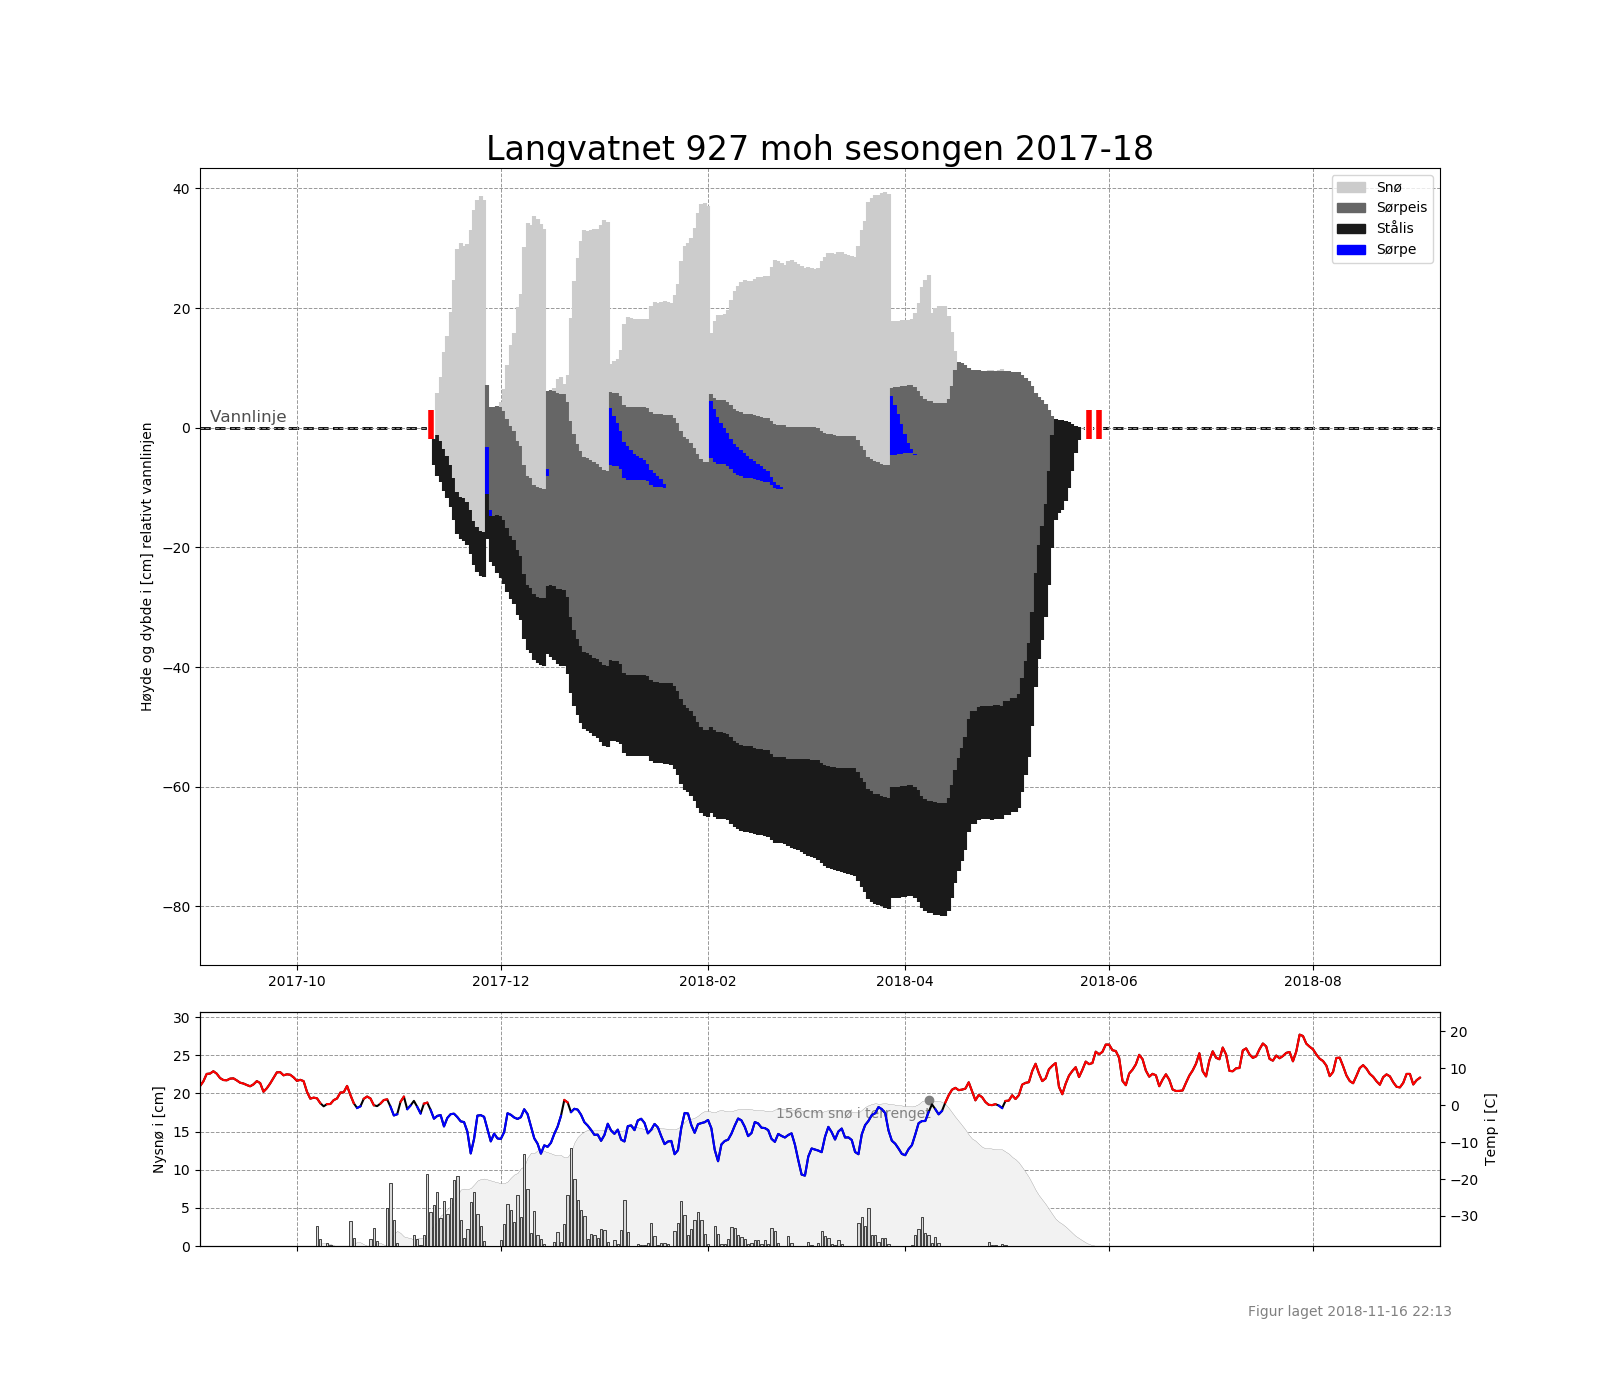 Langvatnet 927 moh sesongen 2017-18
Snø
Sørpeis
Stålis
Sørpe
40
20
0
−20
−40
−60
−80
Høyde og dybde i [cm] relativt vannlinjen
Vannlinje
2017-10
2017-12
2018-02
2018-04
2018-06
2018-08
30
25
20
15
10
5
0
Nysnø i [cm]
156cm snø i terrenget
20
10
0
−10
−20
−30
Temp i [C]
Figur laget 2018-11-16 22:13